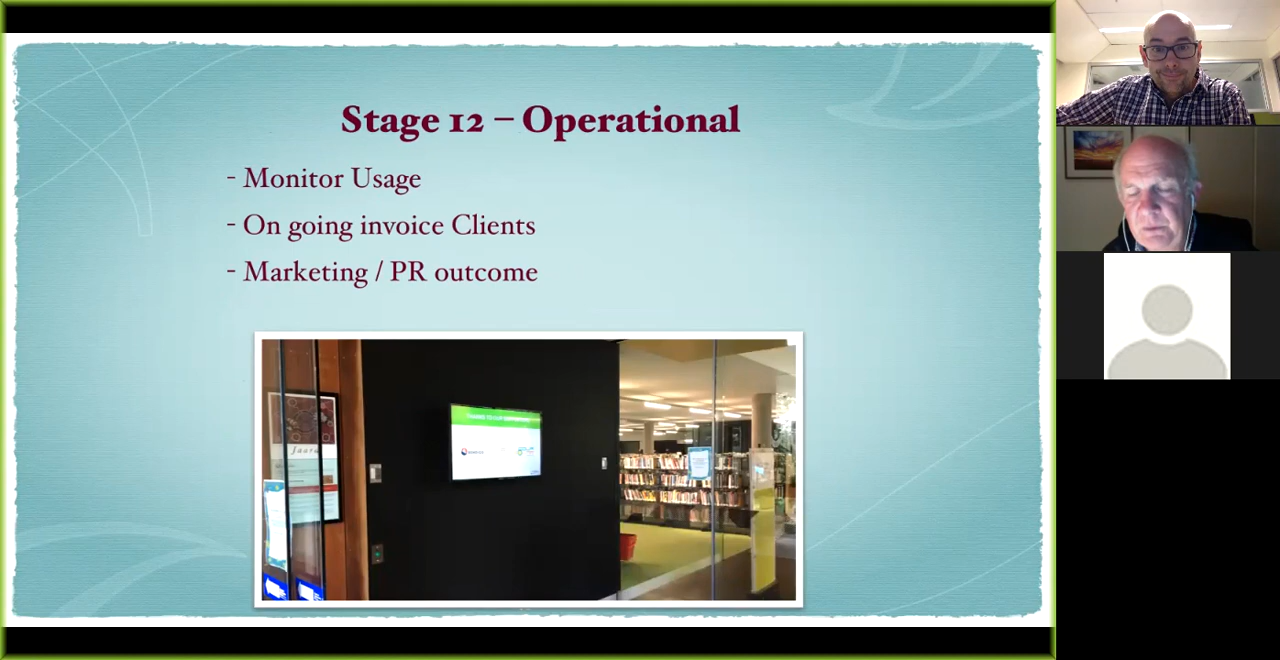 Stage 12 – Operational
- Monitor Usage
- On going invoice Clients
- Marketing / PR outcome